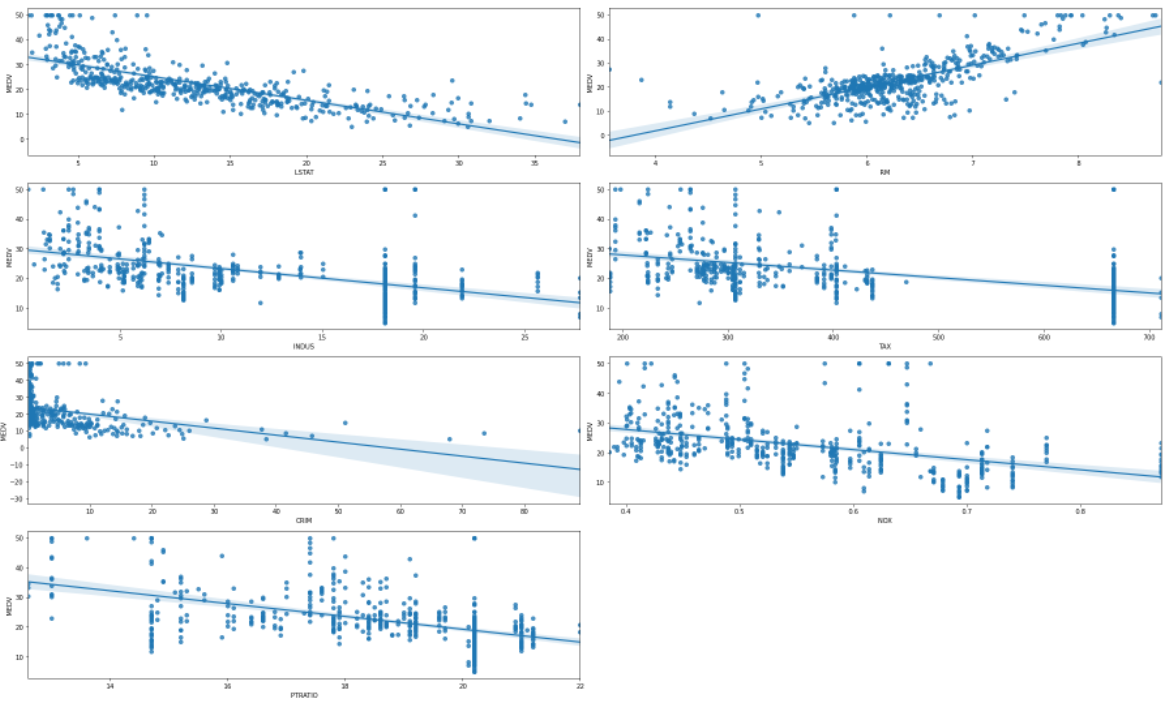 50
40
30
20
10
0
MEDV
5 10 15 20 25 30 35
LSTAT
50
40
30
20
10
0
MEDV
4 5 6 7 8
RM
50
40
30
20
10
MEDV
5 10 15 20 25
INDUS
50
40
30
20
10
MEDV
200 300 400 500 600 700
TAX
50
40
30
20
10
0
−10
−20
−30
MEDV
10 20 30 40 50 60 70 80
CRIM
50
40
30
20
10
MEDV
0.4 0.5 0.6 0.7 0.8
NOX
50
40
30
20
10
MEDV
14 16 18 20 22
PTRATIO